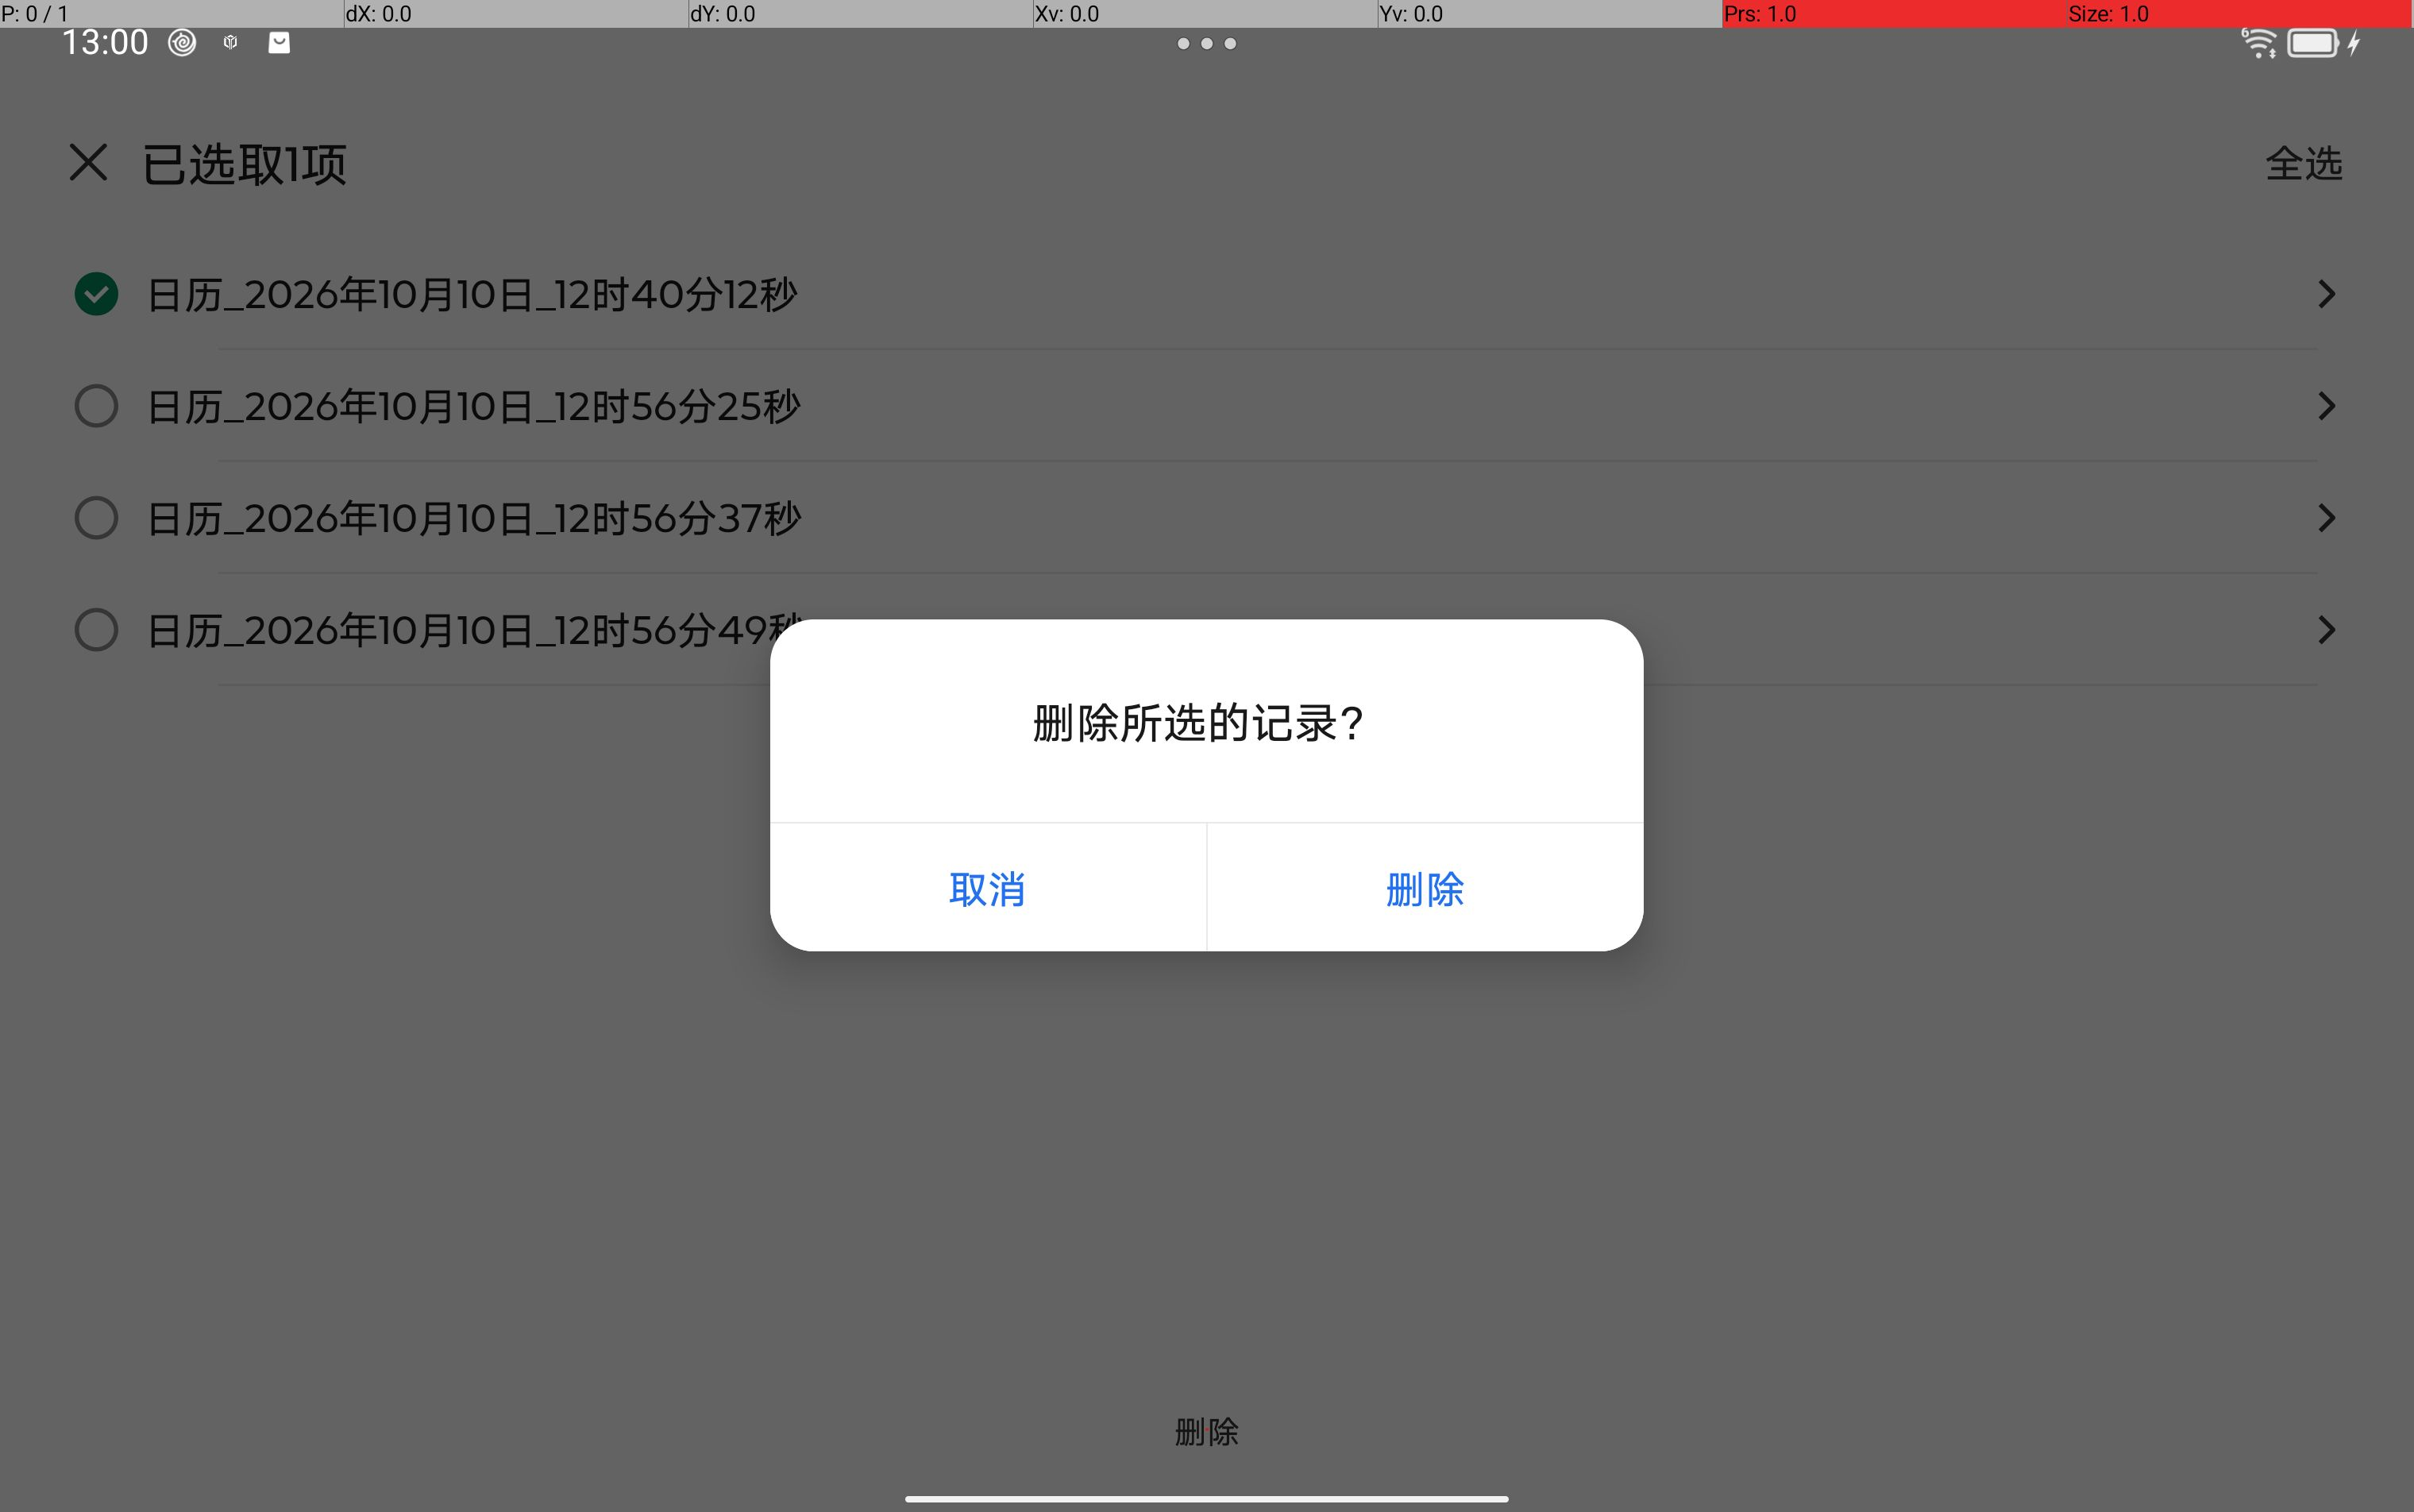 P: 0 / 1 dX: 0.0 dY: 0.0 Xv: 0.0 Yv: 0.0 Prs: 1.0 Size: 1.0
13:00 6
已选取1项 全选
日历_2026年10月10日_12时40分12秒
日历_2026年10月10日_12时56分25秒
日历_2026年10月10日_12时56分37秒
日历_2026年10月10日_12时56分49秒
删除所选的记录?
取消 删除
删除